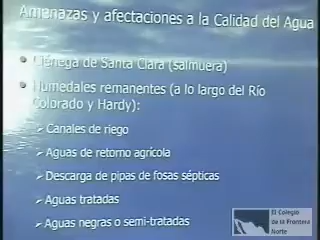 Amenazas y afectaciones a la Calidad del Agua
Ciénega de Santa Clara (salmuera)
Humedales remanentes (a lo largo del Río
Colorado y Hardy):
Canales de riego
Aguas de retorno agrícola
Descarga de pipas de fosas sépticas
Aguas tratadas
Aguas negras o semi-tratadas
El Colegio
de la Frontera
Norte